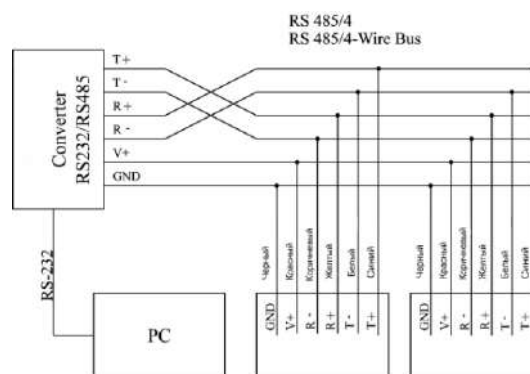 RS 485/4
RS 485/4-Wire Bus
Converter
RS232/RS485
T+
T-
R+
R-
V+
GND
RS-232
PC
Черный
Красный
Коричневый
Желтый
Белый
Синий
GND
V+
R-
R+
T-
T+
Черный
Красный
Коричневый
Желтый
Белый
Синий
GND
V+
R-
R+
T-
T+